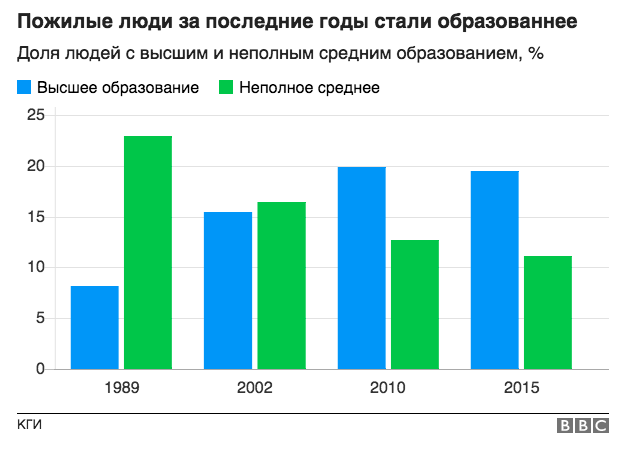 Пожилые люди за последние годы стали образованнее
Доля людей с высшим и неполным средним образованием, %
Высшее образование Неполное среднее
25
20
15
10
5
0
1989 2002 2010 2015
КГИ BBC